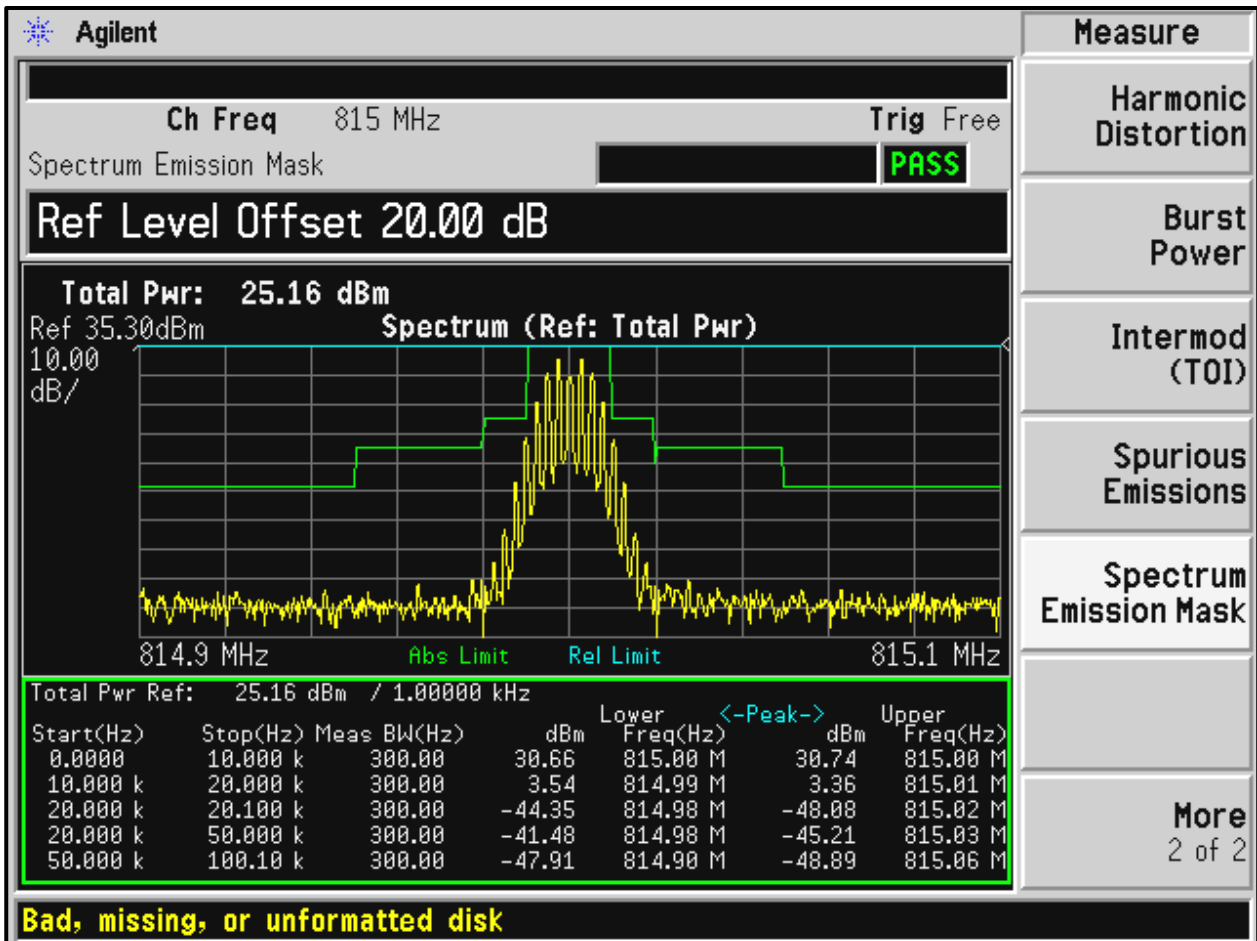 Agilent
Ch Freq 815 MHz Trig Free
Spectrum Emission Mask PASS
Ref Level Offset 20.00 dB
Total Pwr: 25.16 dBm
Ref 35.30dBm Spectrum (Ref: Total Pwr)
10.00
dB/
814.9 MHz Abs Limit Rel Limit 815.1 MHz
Total Pwr Ref: 25.16 dBm / 1.00000 kHz
Lower <-Peak-> Upper
Start(Hz) Stop(Hz) Meas BW(Hz) dBm Freq(Hz) dBm Freq(Hz)
0.0000 10.000 k 300.00 30.66 815.00 M 30.74 815.00 M
10.000 k 20.000 k 300.00 3.54 814.99 M 3.36 815.01 M
20.000 k 20.100 k 300.00 -44.35 814.98 M -48.08 815.02 M
20.000 k 50.000 k 300.00 -41.48 814.98 M -45.21 815.03 M
50.000 k 100.10 k 300.00 -47.91 814.90 M -48.89 815.06 M
Bad, missing, or unformatted disk
Measure
Harmonic
Distortion
Burst
Power
Intermod
(TOI)
Spurious
Emissions
Spectrum
Emission Mask
More
2 of 2